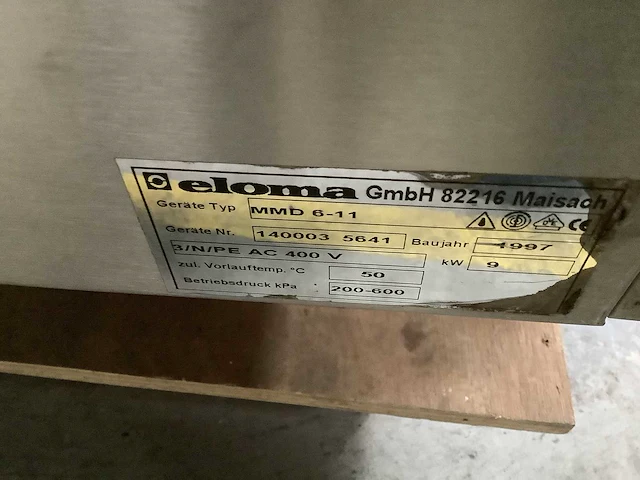 eloma GmbH 82216 Maisach
Geräte Typ MMD 6-11
Geräte Nr. 140003 5641 Baujahr 1997
3/N/PE AC 400 V kW 9
zul. Vorlauftemp. °C 50
Betriebsdruck kPa 200-600